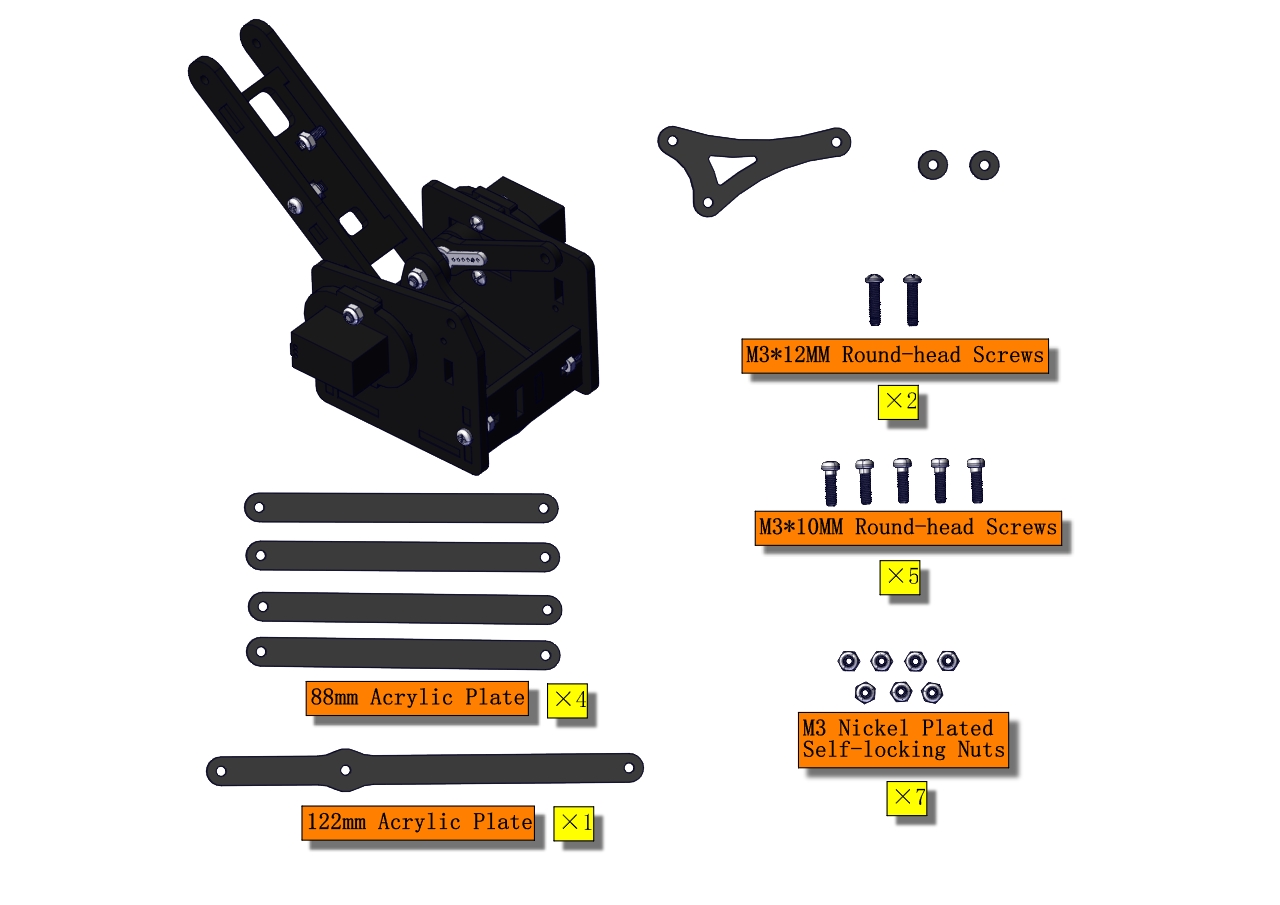 M3*12MM Round-head Screws
×2
M3*10MM Round-head Screws
×5
88mm Acrylic Plate
×4
M3 Nickel Plated
Self-locking Nuts
×7
122mm Acrylic Plate
×1